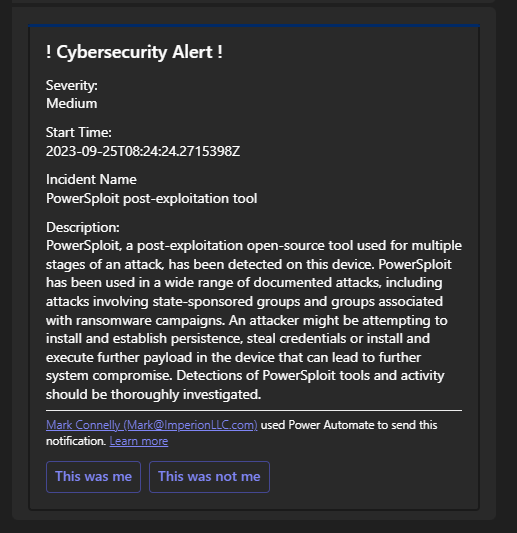 ! Cybersecurity Alert !
Severity:
Medium
Start Time:
2023-09-25T08:24:24.2715398Z
Incident Name
PowerSploit post-exploitation tool
Description:
PowerSploit, a post-exploitation open-source tool used for multiple
stages of an attack, has been detected on this device. PowerSploit
has been used in a wide range of documented attacks, including
attacks involving state-sponsored groups and groups associated
with ransomware campaigns. An attacker might be attempting to
install and establish persistence, steal credentials or install and
execute further payload in the device that can lead to further
system compromise. Detections of PowerSploit tools and activity
should be thoroughly investigated.
Mark Connelly (Mark@ImperionLLC.com) used Power Automate to send this
notification. Learn more
This was me This was not me